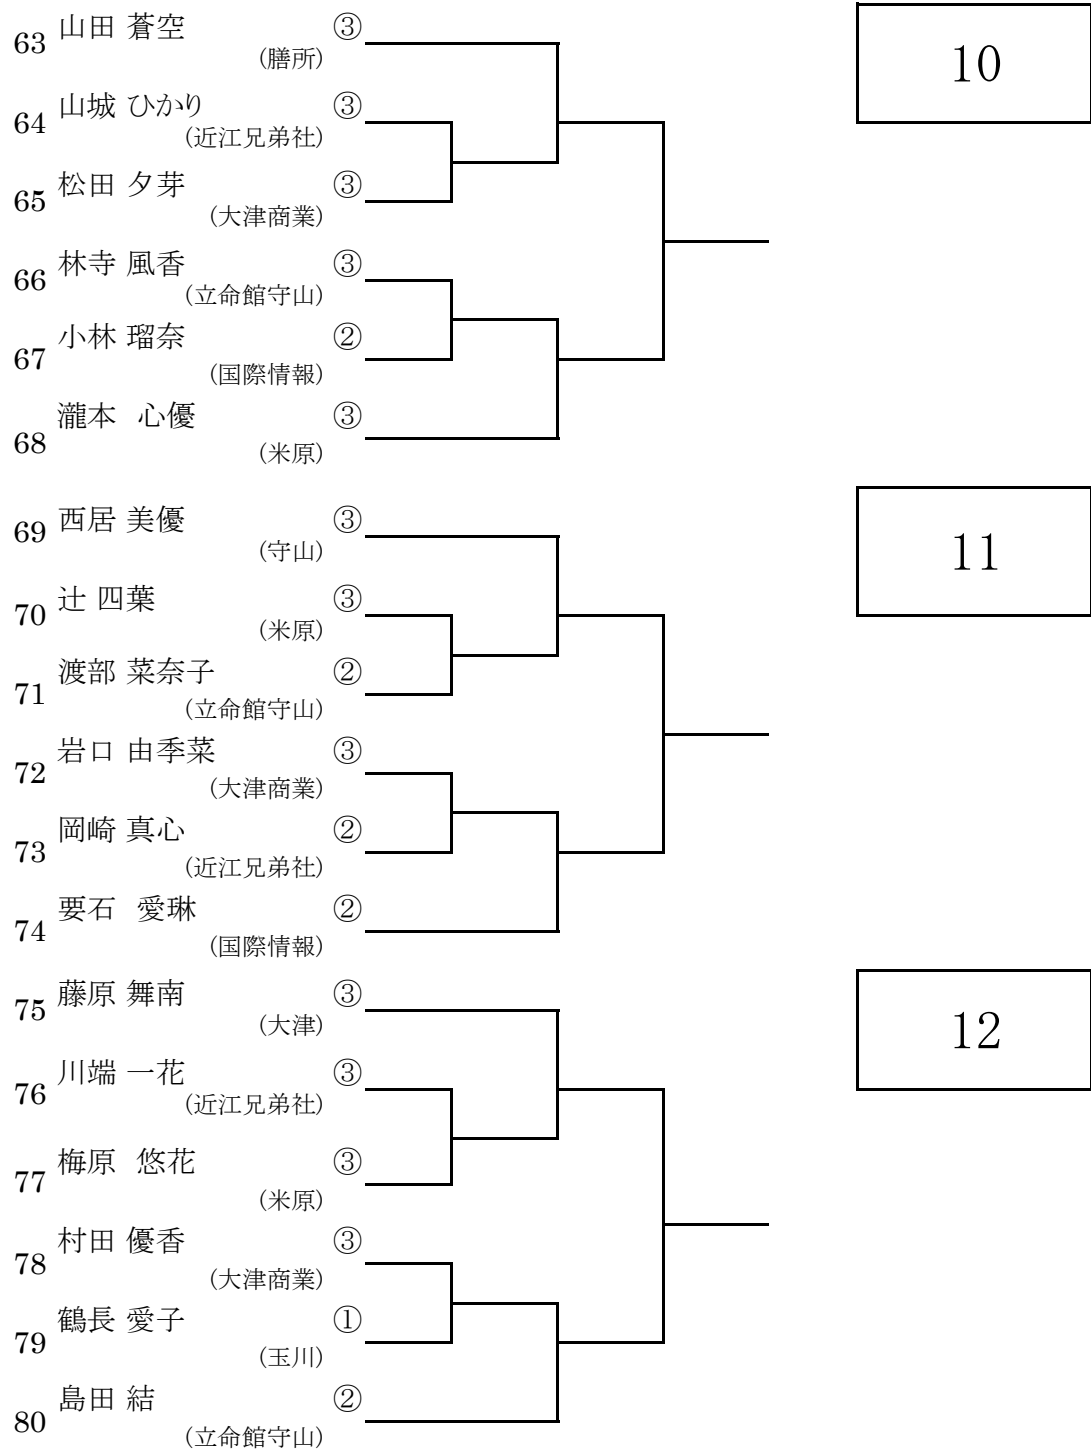 63 山田 蒼空 ③
(膳所)
10
64 山城 ひかり ③
(近江兄弟社)
65 松田 夕芽 ③
(大津商業)
66 林寺 風香 ③
(立命館守山)
67 小林 瑠奈 ②
(国際情報)
68 瀧本 心優 ③
(米原)
69 西居 美優 ③
(守山)
11
70 辻 四葉 ③
(米原)
71 渡部 菜奈子 ②
(立命館守山)
72 岩口 由季菜 ③
(大津商業)
73 岡崎 真心 ②
(近江兄弟社)
74 要石 愛琳 ②
(国際情報)
75 藤原 舞南 ③
(大津)
12
76 川端 一花 ③
(近江兄弟社)
77 梅原 悠花 ③
(米原)
78 村田 優香 ③
(大津商業)
79 鶴長 愛子 ①
(玉川)
80 島田 結 ②
(立命館守山)